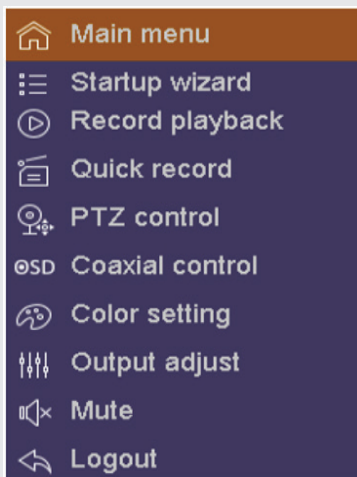 Main menu
Startup wizard
Record playback
Quick record
PTZ control
OSD Coaxial control
Color setting
Output adjust
Mute
Logout